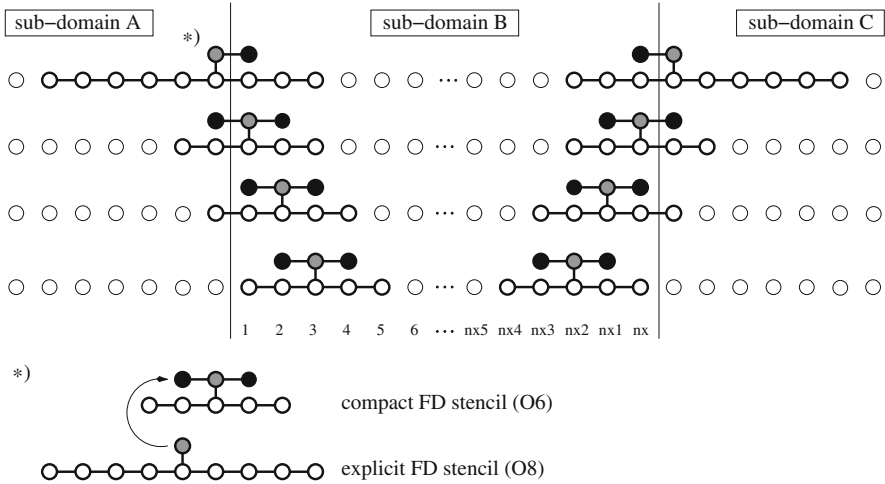 sub−domain A sub−domain B sub−domain C
*)
...
...
...
...
1 2 3 4 5 6 ... nx5 nx4 nx3 nx2 nx1 nx
*)
compact FD stencil (O6)
explicit FD stencil (O8)